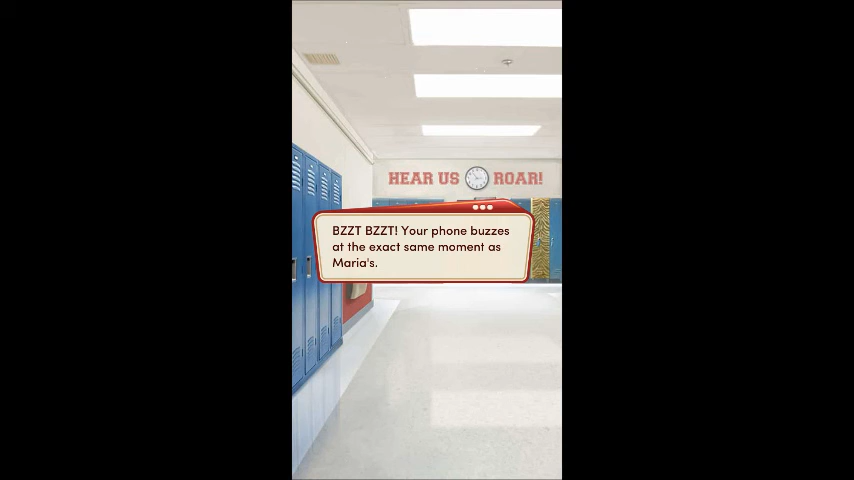 HEAR US ROAR!
BZZT BZZT! Your phone buzzes
at the exact same moment as
Maria's.